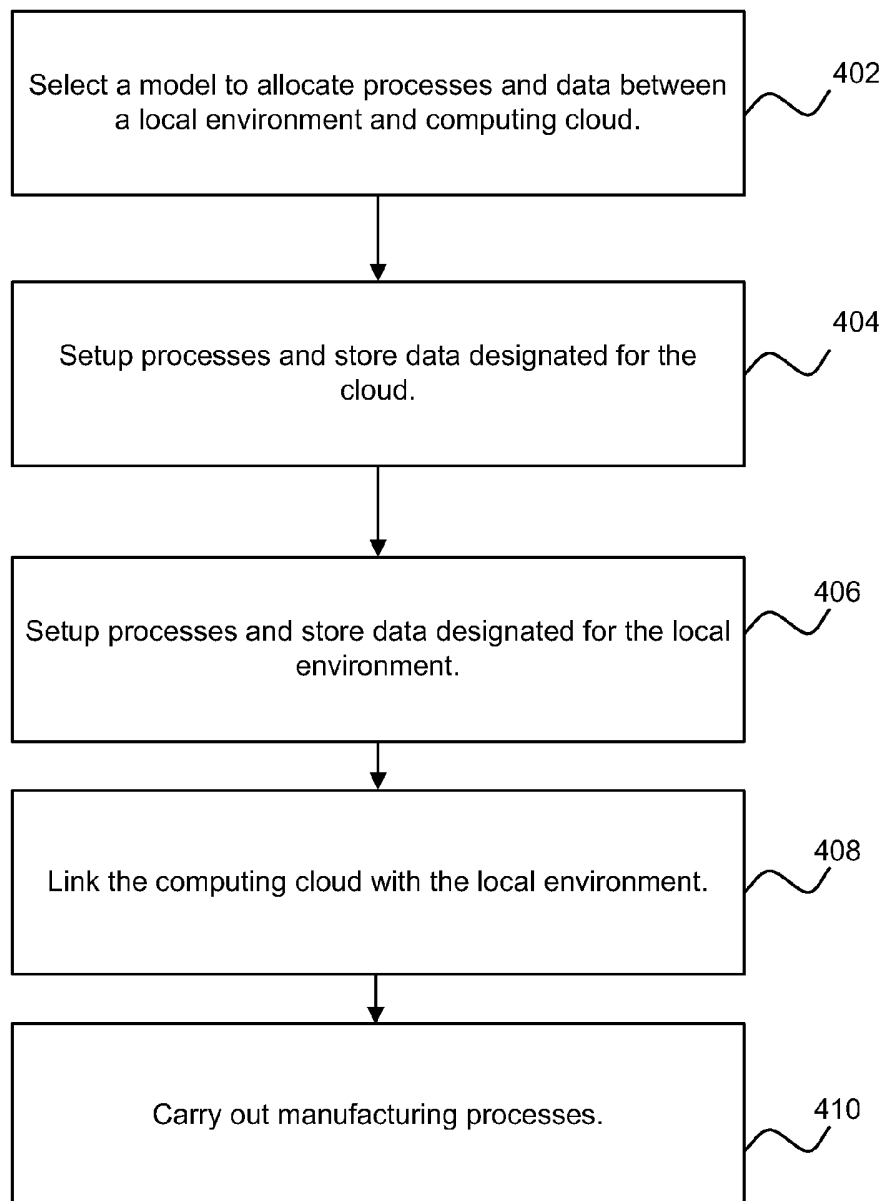 Select a model to allocate processes and data between
a local environment and computing cloud.
402
Setup processes and store data designated for the
cloud.
404
Setup processes and store data designated for the local
environment.
406
Link the computing cloud with the local environment.
408
Carry out manufacturing processes.
410